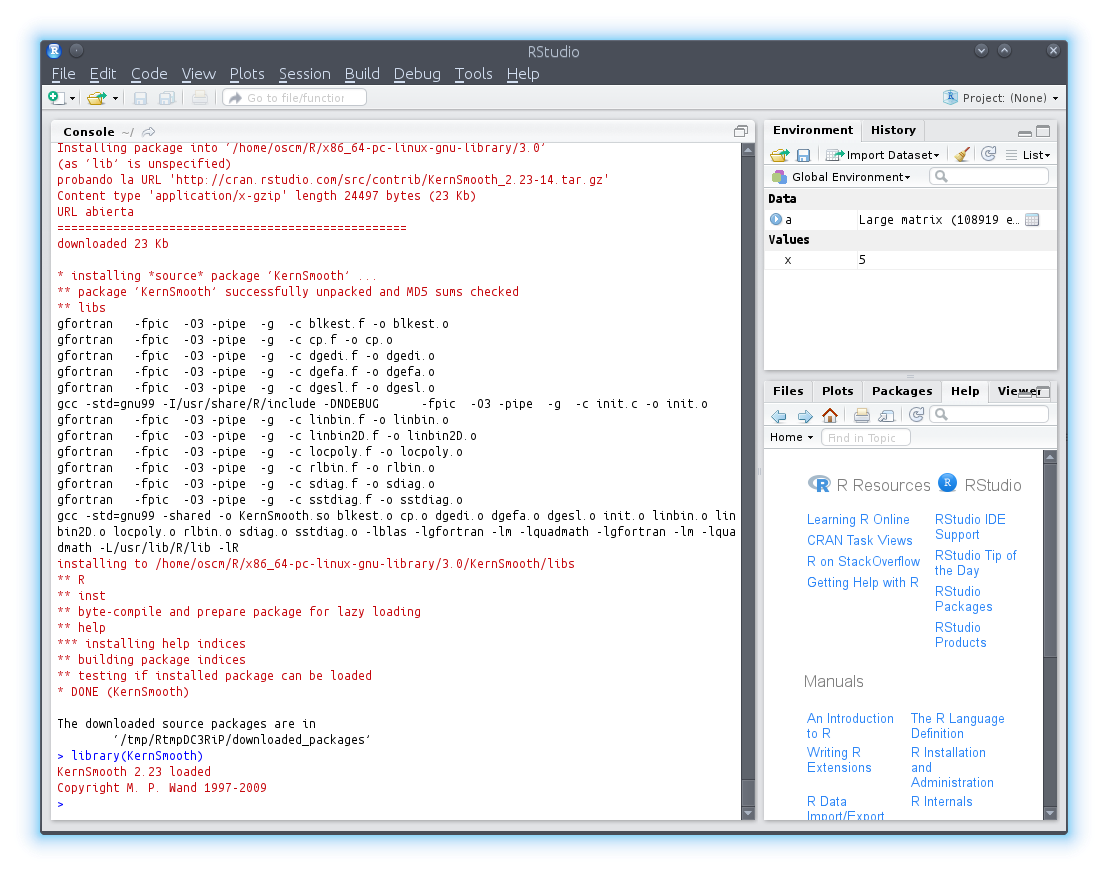 RStudio
File Edit Code View Plots Session Build Debug Tools Help
Go to file/function
Project: (None)
Console ~/
Installing package into ‘/home/oscm/R/x86_64-pc-linux-gnu-library/3.0’
(as ‘lib’ is unspecified)
probando la URL 'http://cran.rstudio.com/src/contrib/KernSmooth_2.23-14.tar.gz'
Content type 'application/x-gzip' length 24497 bytes (23 Kb)
URL abierta
==================================================
downloaded 23 Kb
* installing *source* package ‘KernSmooth’ ...
** package ‘KernSmooth’ successfully unpacked and MD5 sums checked
** libs
gfortran   -fpic  -O3 -pipe  -g  -c blkest.f -o blkest.o
gfortran   -fpic  -O3 -pipe  -g  -c cp.f -o cp.o
gfortran   -fpic  -O3 -pipe  -g  -c dgedi.f -o dgedi.o
gfortran   -fpic  -O3 -pipe  -g  -c dgefa.f -o dgefa.o
gfortran   -fpic  -O3 -pipe  -g  -c dgesl.f -o dgesl.o
gcc -std=gnu99 -I/usr/share/R/include -DNDEBUG      -fpic  -O3 -pipe  -g  -c init.c -o init.o
gfortran   -fpic  -O3 -pipe  -g  -c linbin.f -o linbin.o
gfortran   -fpic  -O3 -pipe  -g  -c linbin2D.f -o linbin2D.o
gfortran   -fpic  -O3 -pipe  -g  -c locpoly.f -o locpoly.o
gfortran   -fpic  -O3 -pipe  -g  -c rlbin.f -o rlbin.o
gfortran   -fpic  -O3 -pipe  -g  -c sdiag.f -o sdiag.o
gfortran   -fpic  -O3 -pipe  -g  -c sstdiag.f -o sstdiag.o
gcc -std=gnu99 -shared -o KernSmooth.so blkest.o cp.o dgedi.o dgefa.o dgesl.o init.o linbin.o lin
bin2D.o locpoly.o rlbin.o sdiag.o sstdiag.o -lblas -lgfortran -lm -lquadmath -lgfortran -lm -lqua
dmath -L/usr/lib/R/lib -lR
installing to /home/oscm/R/x86_64-pc-linux-gnu-library/3.0/KernSmooth/libs
** R
** inst
** byte-compile and prepare package for lazy loading
** help
*** installing help indices
** building package indices
** testing if installed package can be loaded
* DONE (KernSmooth)
The downloaded source packages are in
‘/tmp/RtmpDC3RiP/downloaded_packages’
> library(KernSmooth)
KernSmooth 2.23 loaded
Copyright M. P. Wand 1997-2009
>
Environment History
Import Dataset List
Global Environment
Data
a Large matrix (108919 e…
Values
x 5
Files Plots Packages Help Viewer
Home Find in Topic
R Resources
Learning R Online
CRAN Task Views
R on StackOverflow
Getting Help with R
RStudio
RStudio IDE
Support
RStudio Tip of
the Day
RStudio
Packages
RStudio
Products
Manuals
An Introduction
to R
Writing R
Extensions
R Data
Import/Export
The R Language
Definition
R Installation
and
Administration
R Internals